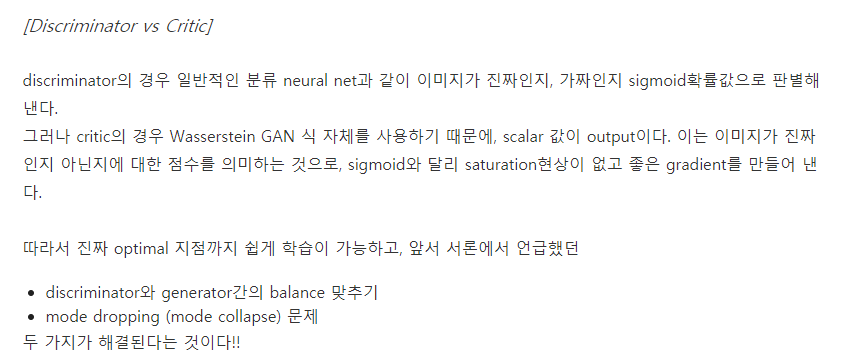 [Discriminator vs Critic]
discriminator의 경우 일반적인 분류 neural net과 같이 이미지가 진짜인지, 가짜인지 sigmoid확률값으로 판별해
낸다.
그러나 critic의 경우 Wasserstein GAN 식 자체를 사용하기 때문에, scalar 값이 output이다. 이는 이미지가 진짜
인지 아닌지에 대한 점수를 의미하는 것으로, sigmoid와 달리 saturation현상이 없고 좋은 gradient를 만들어 낸
다.
따라서 진짜 optimal 지점까지 쉽게 학습이 가능하고, 앞서 서론에서 언급했던
• discriminator와 generator간의 balance 맞추기
• mode dropping (mode collapse) 문제
두 가지가 해결된다는 것이다!!